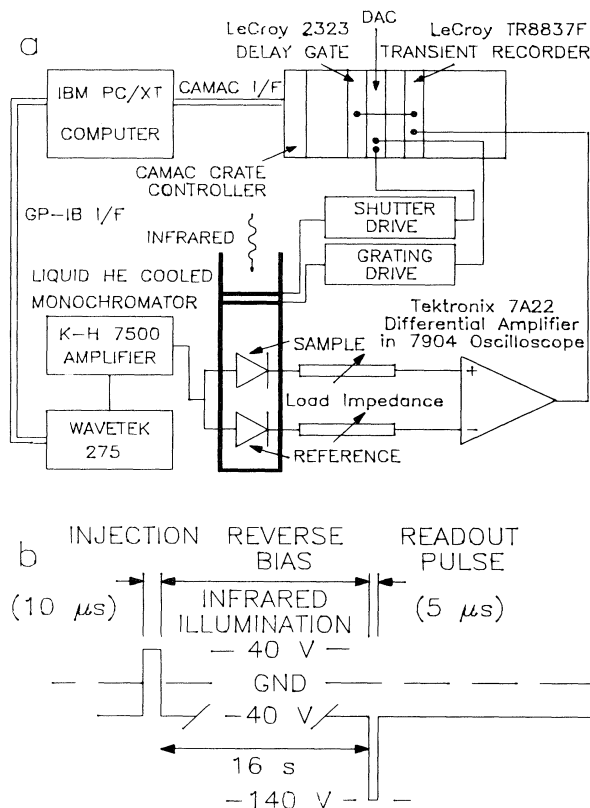 a
LeCroy 2323
DELAY GATE
DAC
LeCroy TR8837F
TRANSIENT RECORDER
IBM PC/XT
COMPUTER
CAMAC I/F
CAMAC CRATE
CONTROLLER
GP-IB I/F
INFRARED
SHUTTER
DRIVE
GRATING
DRIVE
LIQUID HE COOLED
MONOCHROMATOR
K-H 7500
AMPLIFIER
WAVETEK
275
SAMPLE
Load Impedance
REFERENCE
Tektronix 7A22
Differential Amplifier
in 7904 Oscilloscope
+
−
b
INJECTION
REVERSE
BIAS
READOUT
PULSE
(10 μs)
INFRARED
ILLUMINATION
(5 μs)
— 40 V —
GND
−40 V
16 s
−140 V